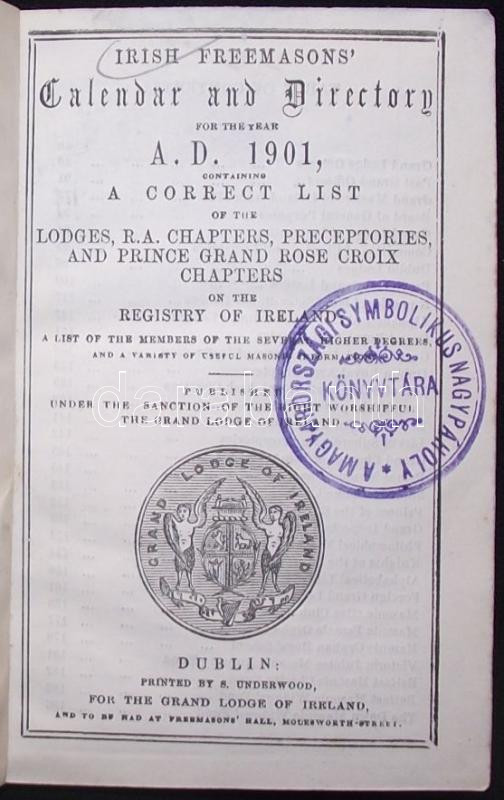 IRISH FREEMASONS'
Calendar and Directory
FOR THE YEAR
A. D. 1901,
CONTAINING
A CORRECT LIST
OF THE
LODGES, R.A. CHAPTERS, PRECEPTORIES,
AND PRINCE GRAND ROSE CROIX
CHAPTERS
ON THE
REGISTRY OF IRELAND
A LIST OF THE MEMBERS OF THE SEVERAL HIGHER DEGREES,
AND A VARIETY OF USEFUL MASONIC INFORMATION
PUBLISHED
UNDER THE SANCTION OF THE RIGHT WORSHIPFUL
THE GRAND LODGE OF IRELAND
A MAGYARORSZÁGI SYMBOLIKUS NAGYPÁHOLY *
KÖNYVTÁRA
GRAND LODGE OF IRELAND
DUBLIN:
PRINTED BY S. UNDERWOOD,
FOR THE GRAND LODGE OF IRELAND,
AND TO BE HAD AT FREEMASONS' HALL, MOLESWORTH-STREET.